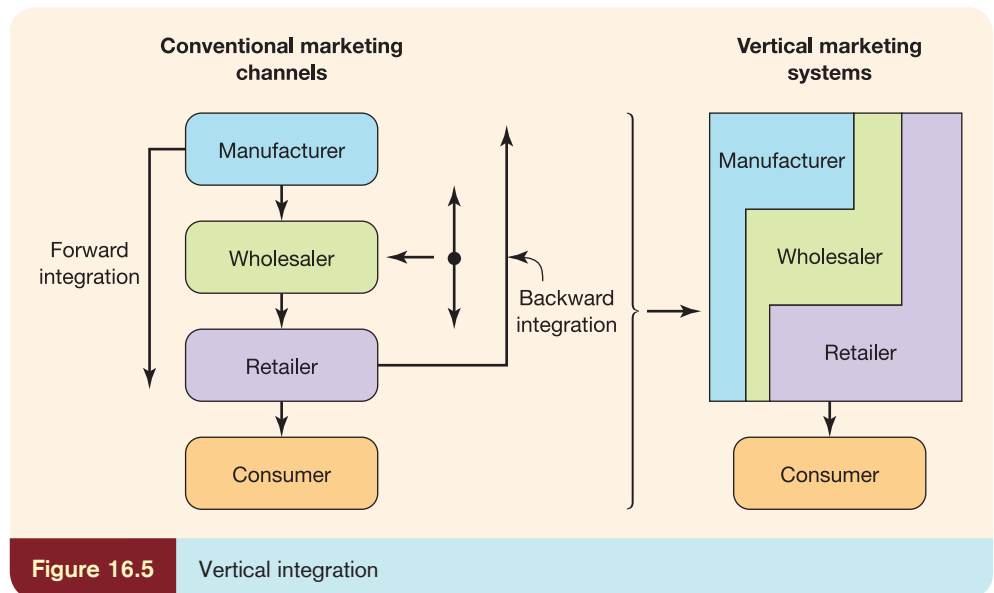 Conventional marketing
channels
Manufacturer
Wholesaler
Retailer
Consumer
Forward
integration
Backward
integration
Vertical marketing
systems
Manufacturer
Wholesaler
Retailer
Consumer
Figure 16.5
Vertical integration